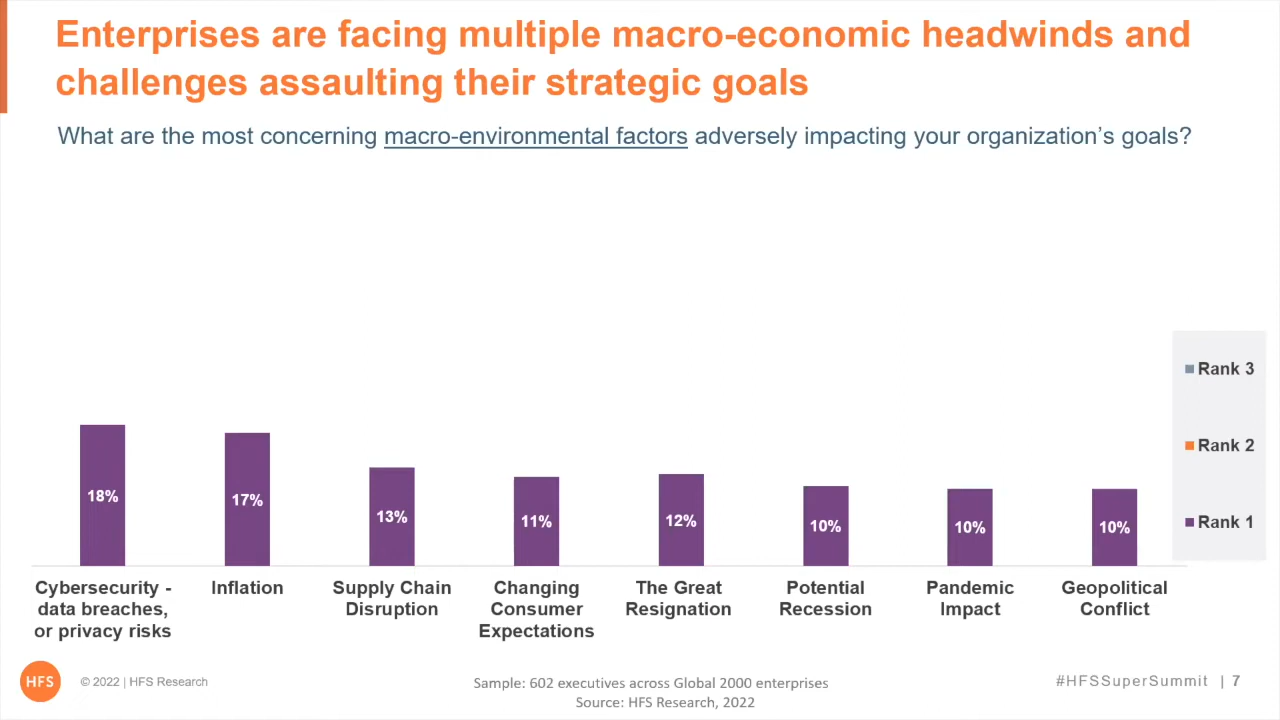 Enterprises are facing multiple macro-economic headwinds and
challenges assaulting their strategic goals
What are the most concerning macro-environmental factors adversely impacting your organization's goals?
Rank 3
Rank 2
Rank 1
18%
17%
13%
11%
12%
10%
10%
10%
Cybersecurity -
data breaches,
or privacy risks
Inflation
Supply Chain
Disruption
Changing
Consumer
Expectations
The Great
Resignation
Potential
Recession
Pandemic
Impact
Geopolitical
Conflict
HFS
© 2022 | HFS Research
Sample: 602 executives across Global 2000 enterprises
Source: HFS Research, 2022
#HFSSuperSummit | 7